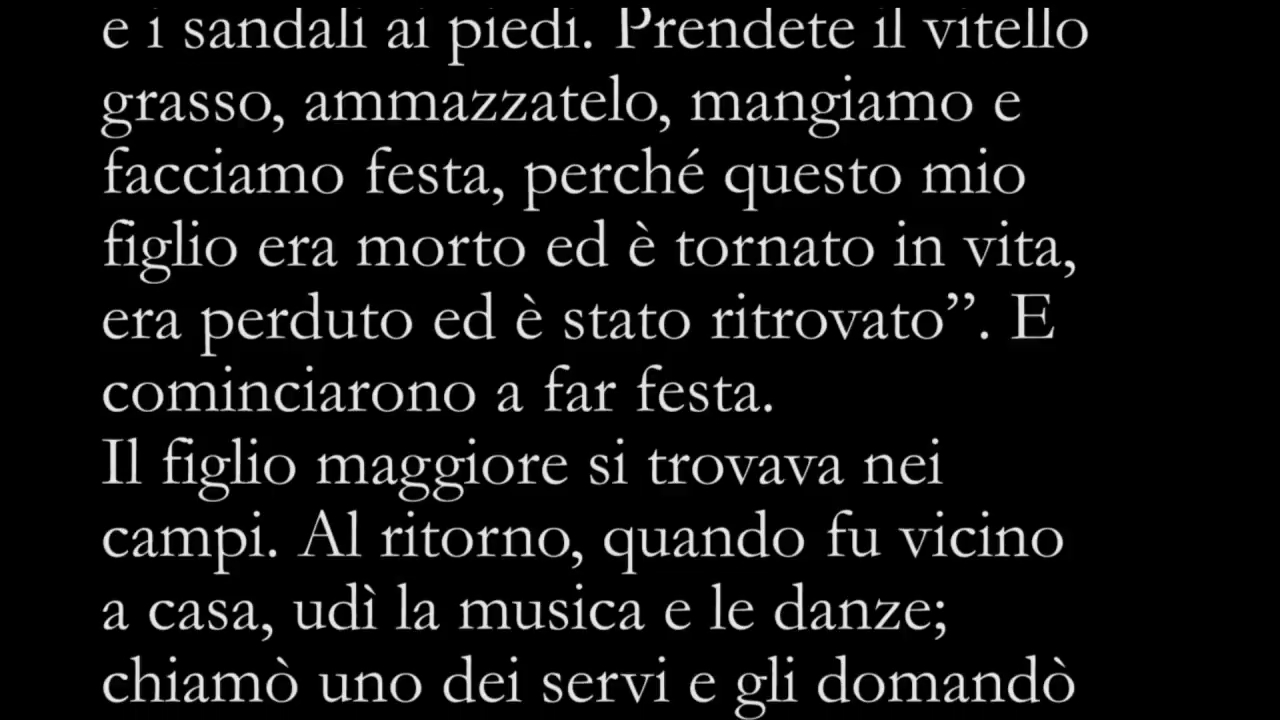 e i sandali ai piedi. Prendete il vitello
grasso, ammazzatelo, mangiamo e
facciamo festa, perché questo mio
figlio era morto ed è tornato in vita,
era perduto ed è stato ritrovato”. E
cominciarono a far festa.
Il figlio maggiore si trovava nei
campi. Al ritorno, quando fu vicino
a casa, udì la musica e le danze;
chiamò uno dei servi e gli domandò